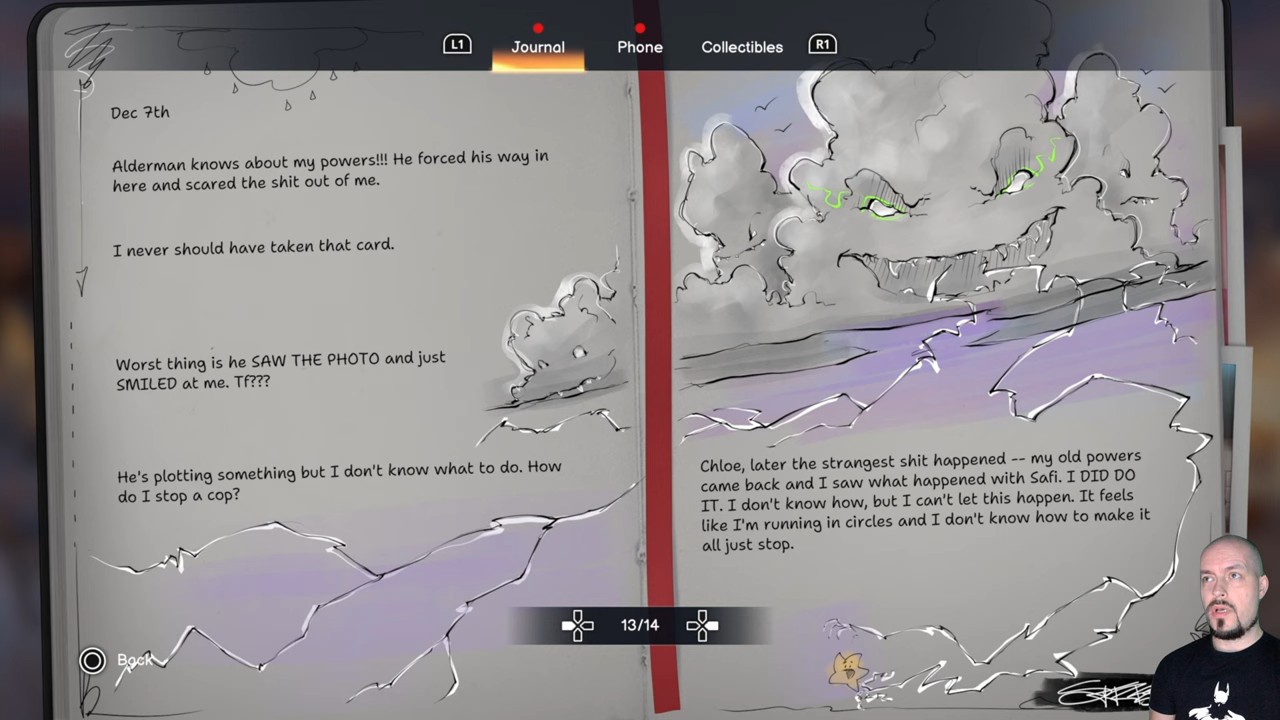 L1
Journal
Phone
Collectibles
R1
Dec 7th
Alderman knows about my powers!!! He forced his way in
here and scared the shit out of me.
I never should have taken that card.
Worst thing is he SAW THE PHOTO and just
SMILED at me. Tf???
He's plotting something but I don't know what to do. How
do I stop a cop?
Chloe, later the strangest shit happened -- my old powers
came back and I saw what happened with Safi. I DID DO
IT. I don't know how, but I can't let this happen. It feels
like I'm running in circles and I don't know how to make it
all just stop.
13/14
Back